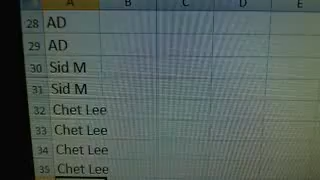 A B C D E
28 AD
29 AD
30 Sid M
31 Sid M
32 Chet Lee
33 Chet Lee
34 Chet Lee
35 Chet Lee